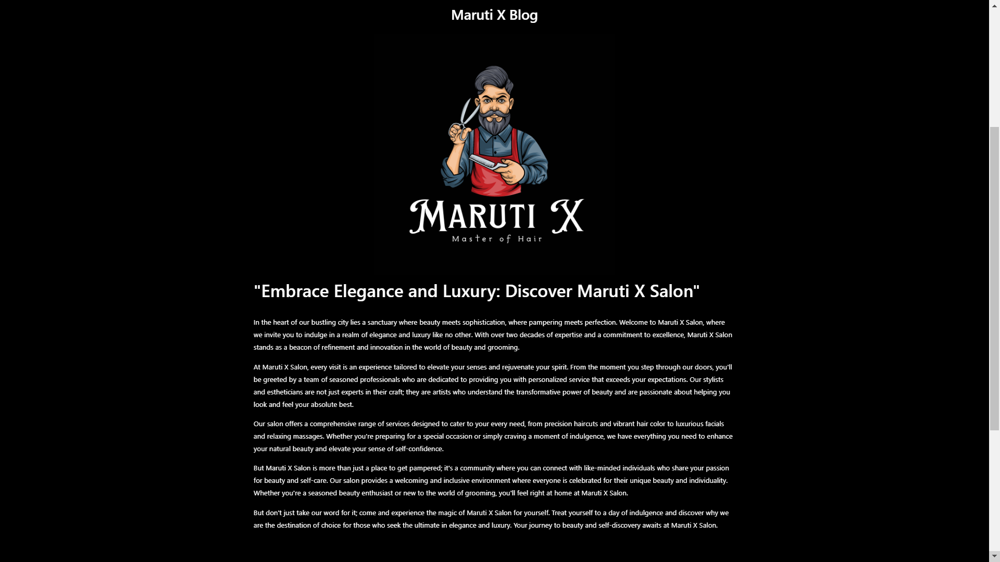 Maruti X Blog
MARUTI X
Master of Hair
"Embrace Elegance and Luxury: Discover Maruti X Salon"
In the heart of our bustling city lies a sanctuary where beauty meets sophistication, where pampering meets perfection. Welcome to Maruti X Salon, where
we invite you to indulge in a realm of elegance and luxury like no other. With over two decades of expertise and a commitment to excellence, Maruti X Salon
stands as a beacon of refinement and innovation in the world of beauty and grooming.
At Maruti X Salon, every visit is an experience tailored to elevate your senses and rejuvenate your spirit. From the moment you step through our doors, you'll
be greeted by a team of seasoned professionals who are dedicated to providing you with personalized service that exceeds your expectations. Our stylists
and estheticians are not just experts in their craft; they are artists who understand the transformative power of beauty and are passionate about helping you
look and feel your absolute best.
Our salon offers a comprehensive range of services designed to cater to your every need, from precision haircuts and vibrant hair color to luxurious facials
and relaxing massages. Whether you're preparing for a special occasion or simply craving a moment of indulgence, we have everything you need to enhance
your natural beauty and elevate your sense of self-confidence.
But Maruti X Salon is more than just a place to get pampered; it's a community where you can connect with like-minded individuals who share your passion
for beauty and self-care. Our salon provides a welcoming and inclusive environment where everyone is celebrated for their unique beauty and individuality.
Whether you're a seasoned beauty enthusiast or new to the world of grooming, you'll feel right at home at Maruti X Salon.
But don't just take our word for it; come and experience the magic of Maruti X Salon for yourself. Treat yourself to a day of indulgence and discover why we
are the destination of choice for those who seek the ultimate in elegance and luxury. Your journey to beauty and self-discovery awaits at Maruti X Salon.